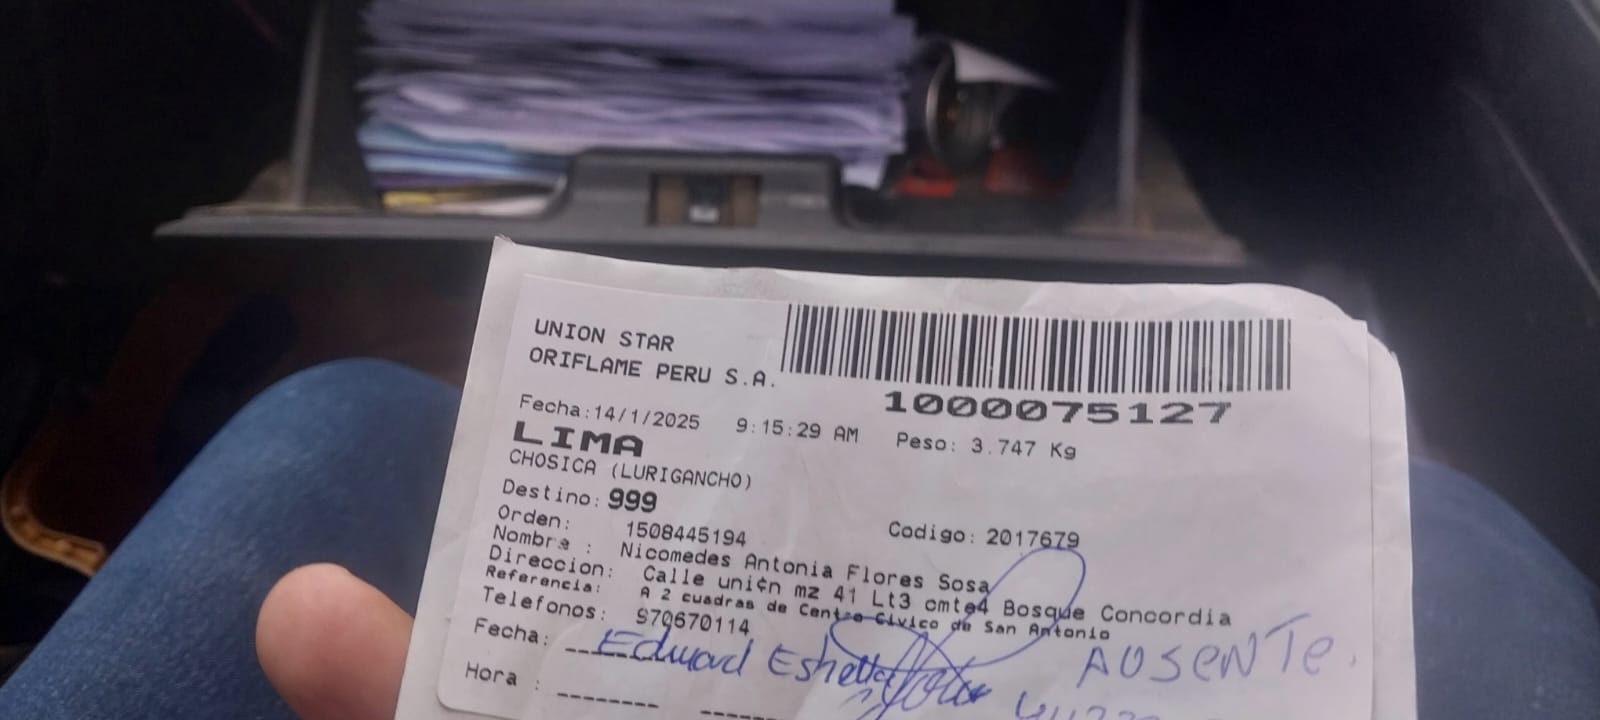 UNION STAR
ORIFLAME PERU S.A.
1000075127
Fecha:14/1/2025 9:15:29 AM Peso: 3.747 Kg
LIMA
CHOSICA (LURIGANCHO)
Destino: 999
Orden: 1508445194 Codigo: 2017679
Nombre : Nicomedes Antonia Flores Sosa
Direccion: Calle uni¢n mz 41 Lt3 cmte4 Bosque Concordia
Referencia: A 2 cuadras de Centro Civico de San Antonio
Telefonos: 970670114
Fecha: Edward
AUSENTE.
Hora :